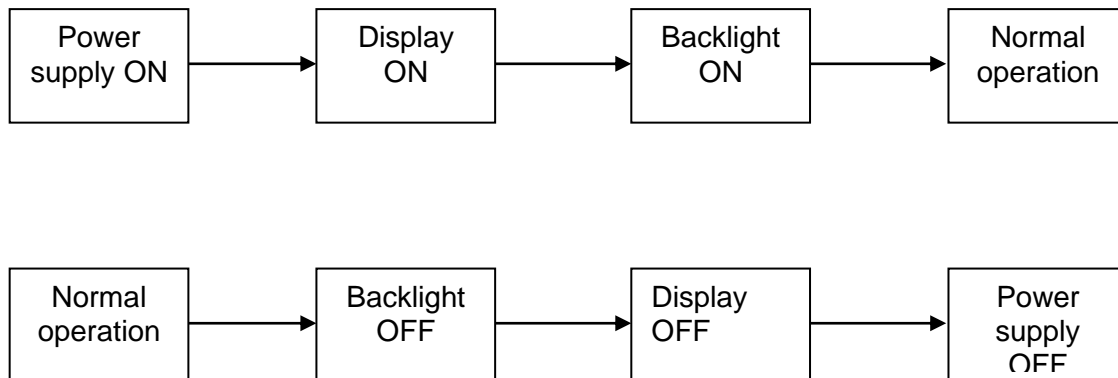 Power
supply ON
Display
ON
Backlight
ON
Normal
operation
Normal
operation
Backlight
OFF
Display
OFF
Power
supply
OFF